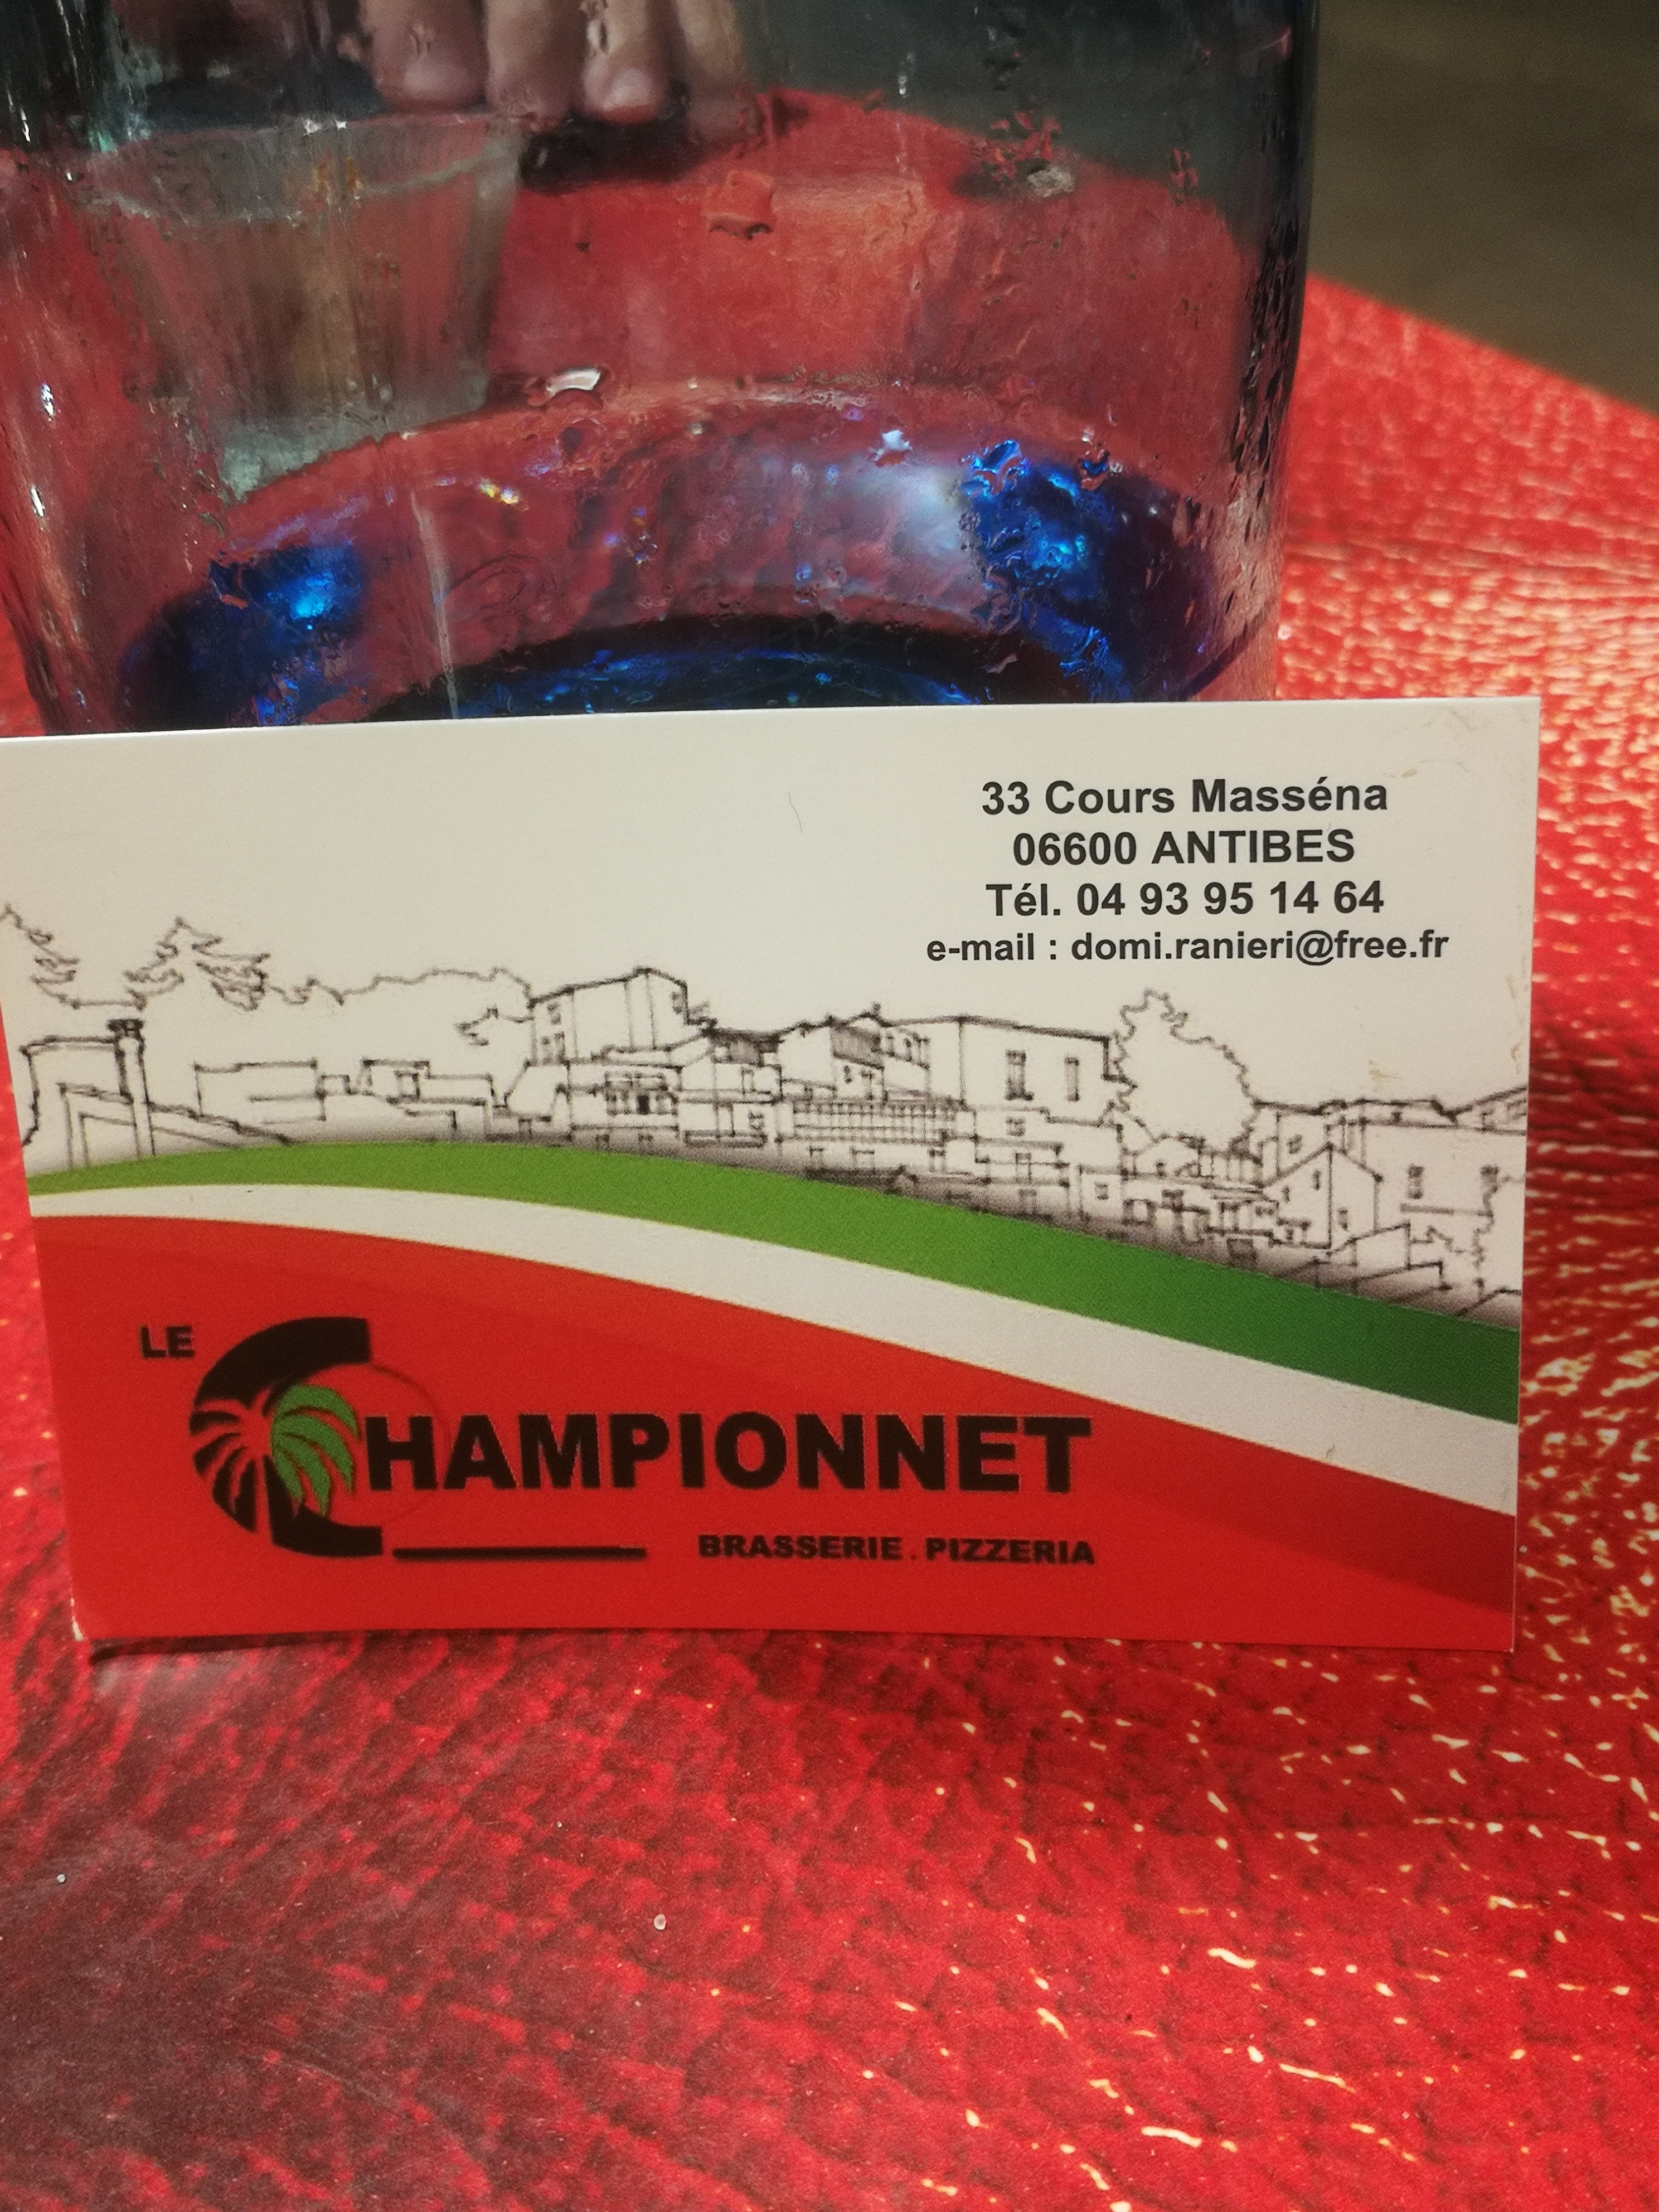 33 Cours Masséna
06600 ANTIBES
Tél. 04 93 95 14 64
e-mail : domi.ranieri@free.fr
LE
CHAMPIONNET
BRASSERIE . PIZZERIA